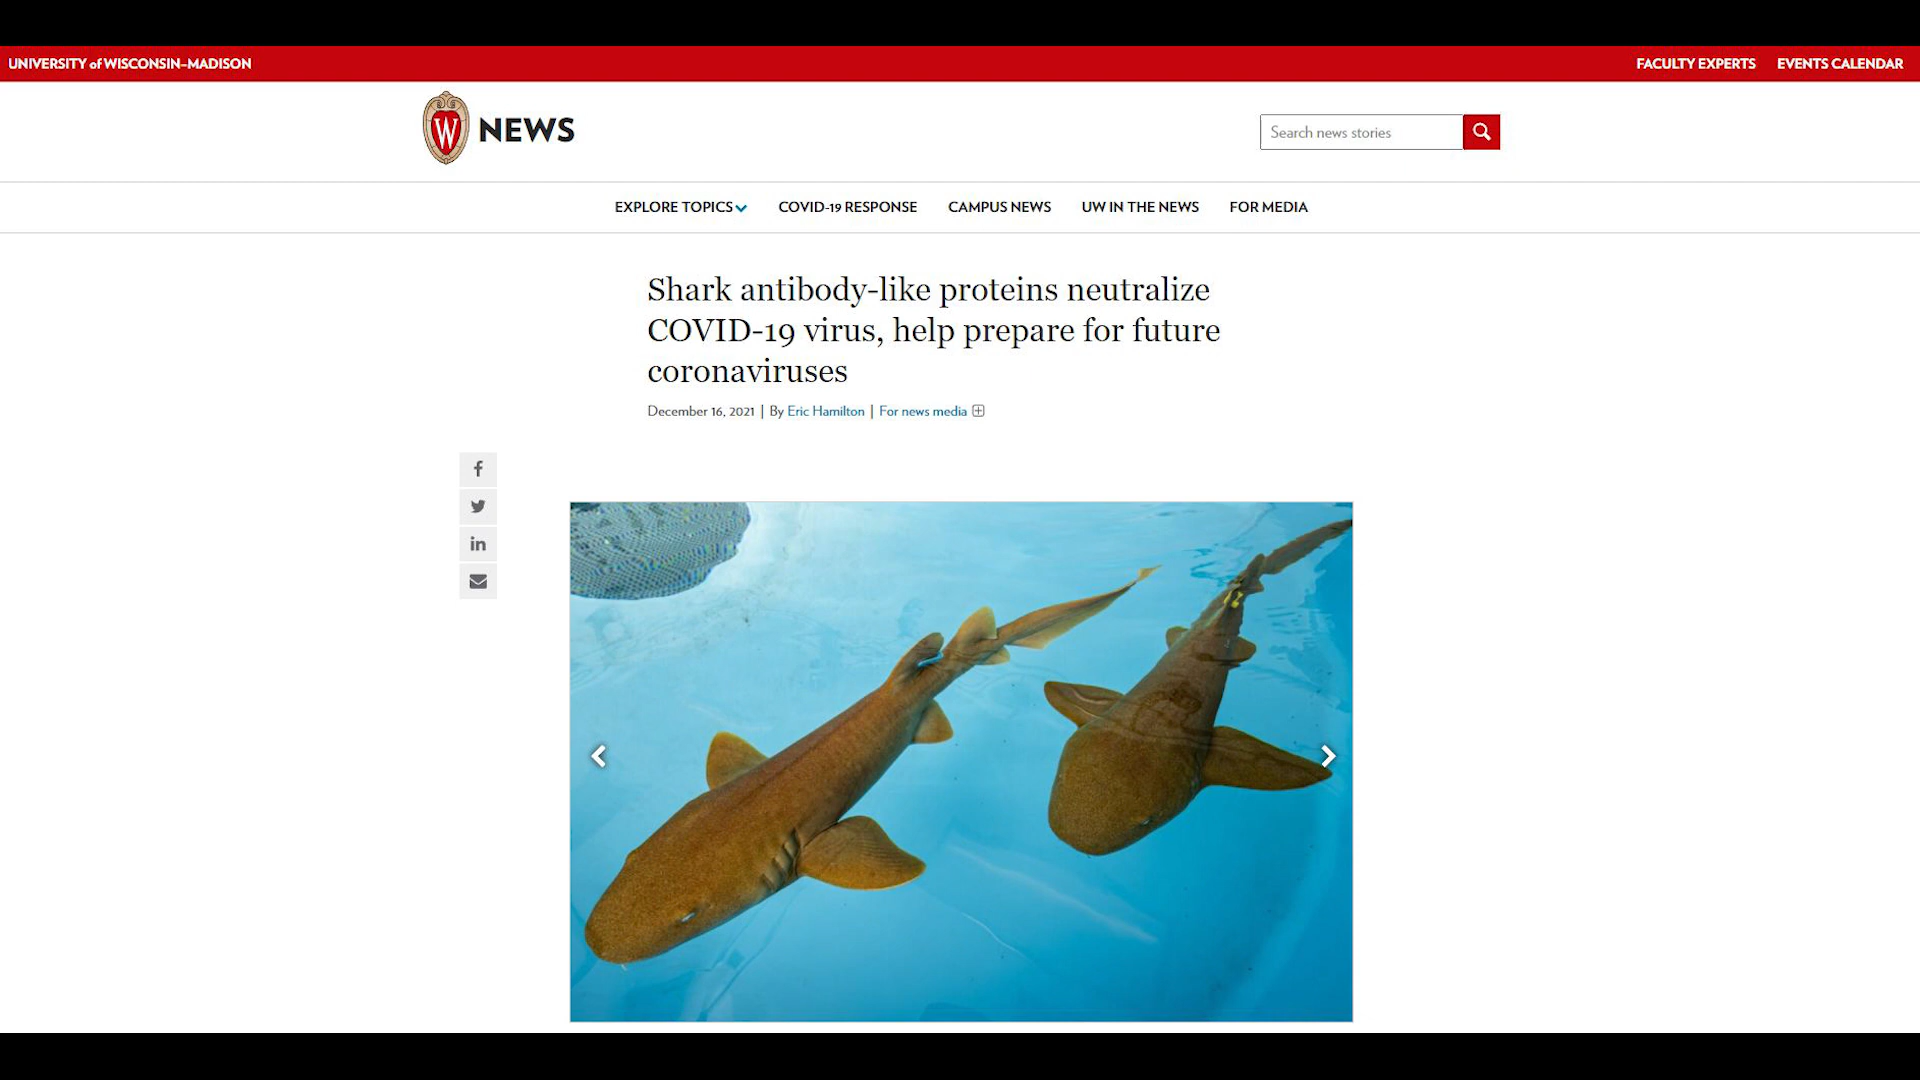 UNIVERSITY of WISCONSIN–MADISON
FACULTY EXPERTS EVENTS CALENDAR
W NEWS
Search news stories
EXPLORE TOPICS COVID-19 RESPONSE CAMPUS NEWS UW IN THE NEWS FOR MEDIA
Shark antibody-like proteins neutralize
COVID-19 virus, help prepare for future
coronaviruses
December 16, 2021 | By Eric Hamilton | For news media